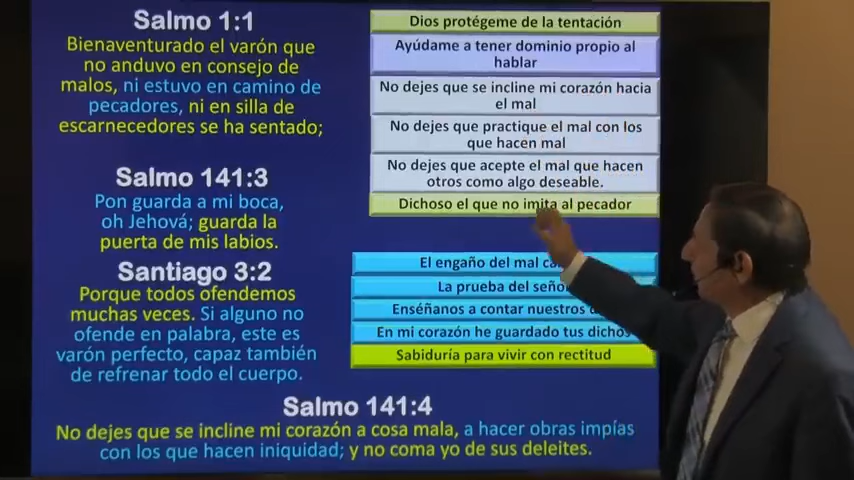 Salmo 1:1
Bienaventurado el varón que
no anduvo en consejo de
malos, ni estuvo en camino de
pecadores, ni en silla de
escarnecedores se ha sentado;
Salmo 141:3
Pon guarda a mi boca,
oh Jehová; guarda la
puerta de mis labios.
Santiago 3:2
Porque todos ofendemos
muchas veces. Si alguno no
ofende en palabra, este es
varón perfecto, capaz también
de refrenar todo el cuerpo.
Dios protégeme de la tentación
Ayúdame a tener dominio propio al
hablar
No dejes que se incline mi corazón hacia
el mal
No dejes que practique el mal con los
que hacen mal
No dejes que acepte el mal que hacen
otros como algo deseable.
Dichoso el que no imita al pecador
El engaño del mal
La prueba del
Enséñanos a contar nuestros
En mi corazón he guardado tus dichos
Sabiduría para vivir con rectitud
Salmo 141:4
No dejes que se incline mi corazón a cosa mala, a hacer obras impías
con los que hacen iniquidad; y no coma yo de sus deleites.